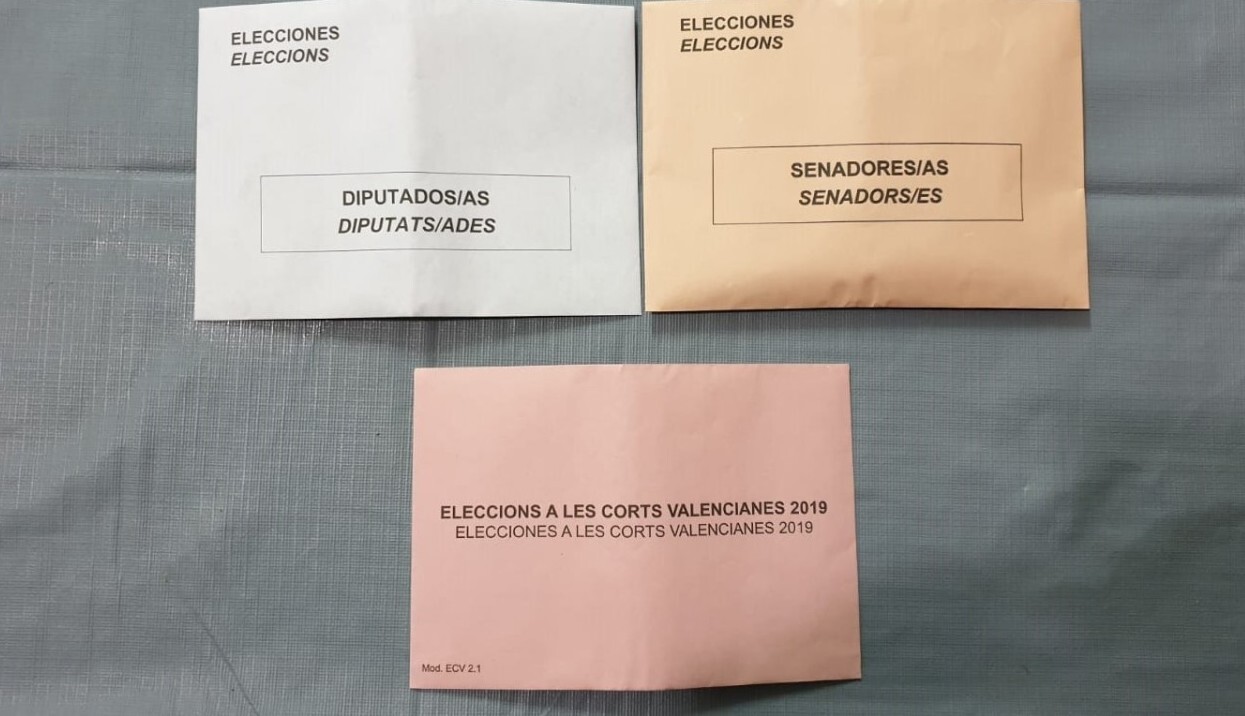 ELECCIONES
ELECCIONS
DIPUTADOS/AS
DIPUTATS/ADES
ELECCIONES
ELECCIONS
SENADORES/AS
SENADORS/ES
ELECCIONS A LES CORTS VALENCIANES 2019
ELECCIONES A LES CORTS VALENCIANES 2019
Mod. ECV 2.1